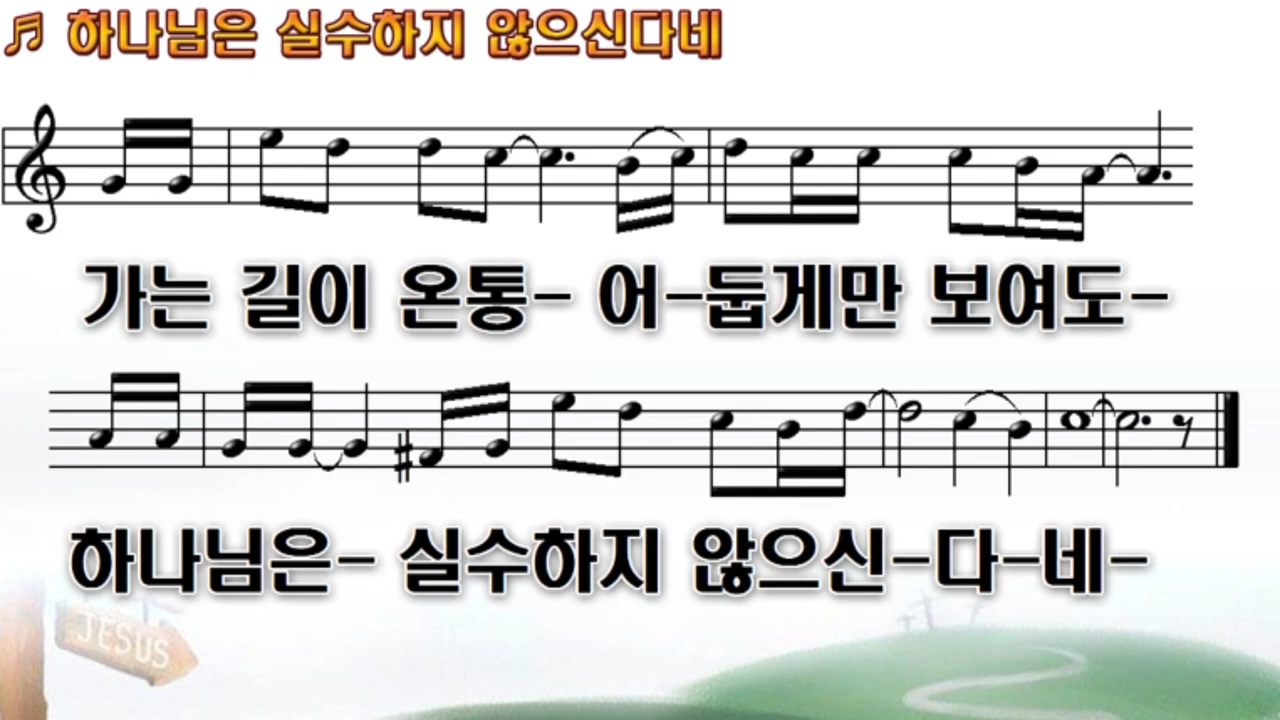 ♬ 하나님은 실수하지 않으신다네
가는 길이 온통- 어-둡게만 보여도-
하나님은- 실수하지 않으신-다-네-
JESUS